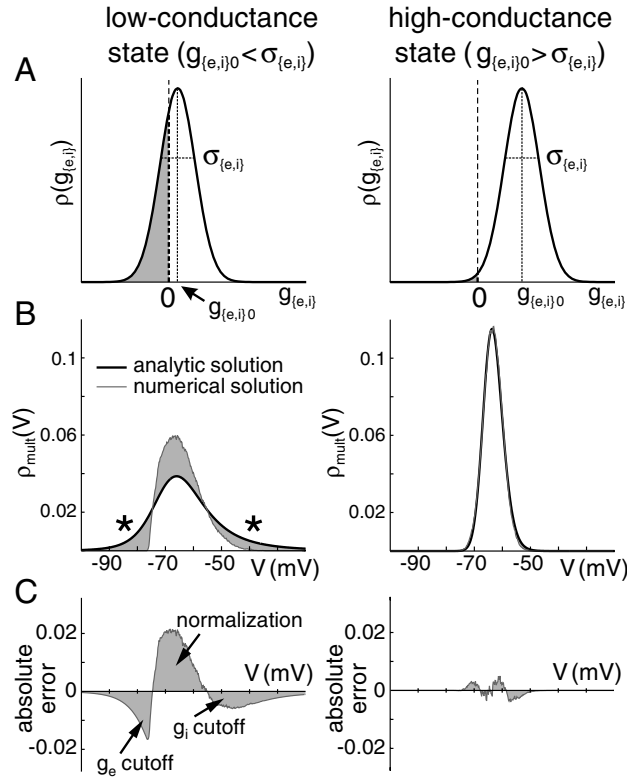 low-conductance
state (g{e,i}0<σ{e,i})
high-conductance
state ( g{e,i}0>σ{e,i})
A
ρ(g{e,i})
σ{e,i}
0
g{e,i}0
g{e,i}
ρ(g{e,i})
σ{e,i}
0
g{e,i}0
g{e,i}
B
ρmult(V)
0.1
0.06
0.02
analytic solution
numerical solution
*
*
-90
-70
-50
-30
V (mV)
ρmult(V)
0.1
0.06
0.02
-90
-70
-50
V (mV)
C
absolute
error
0.02
0
-0.02
normalization
V (mV)
gi cutoff
ge cutoff
absolute
error
0.02
0
-0.02
V (mV)